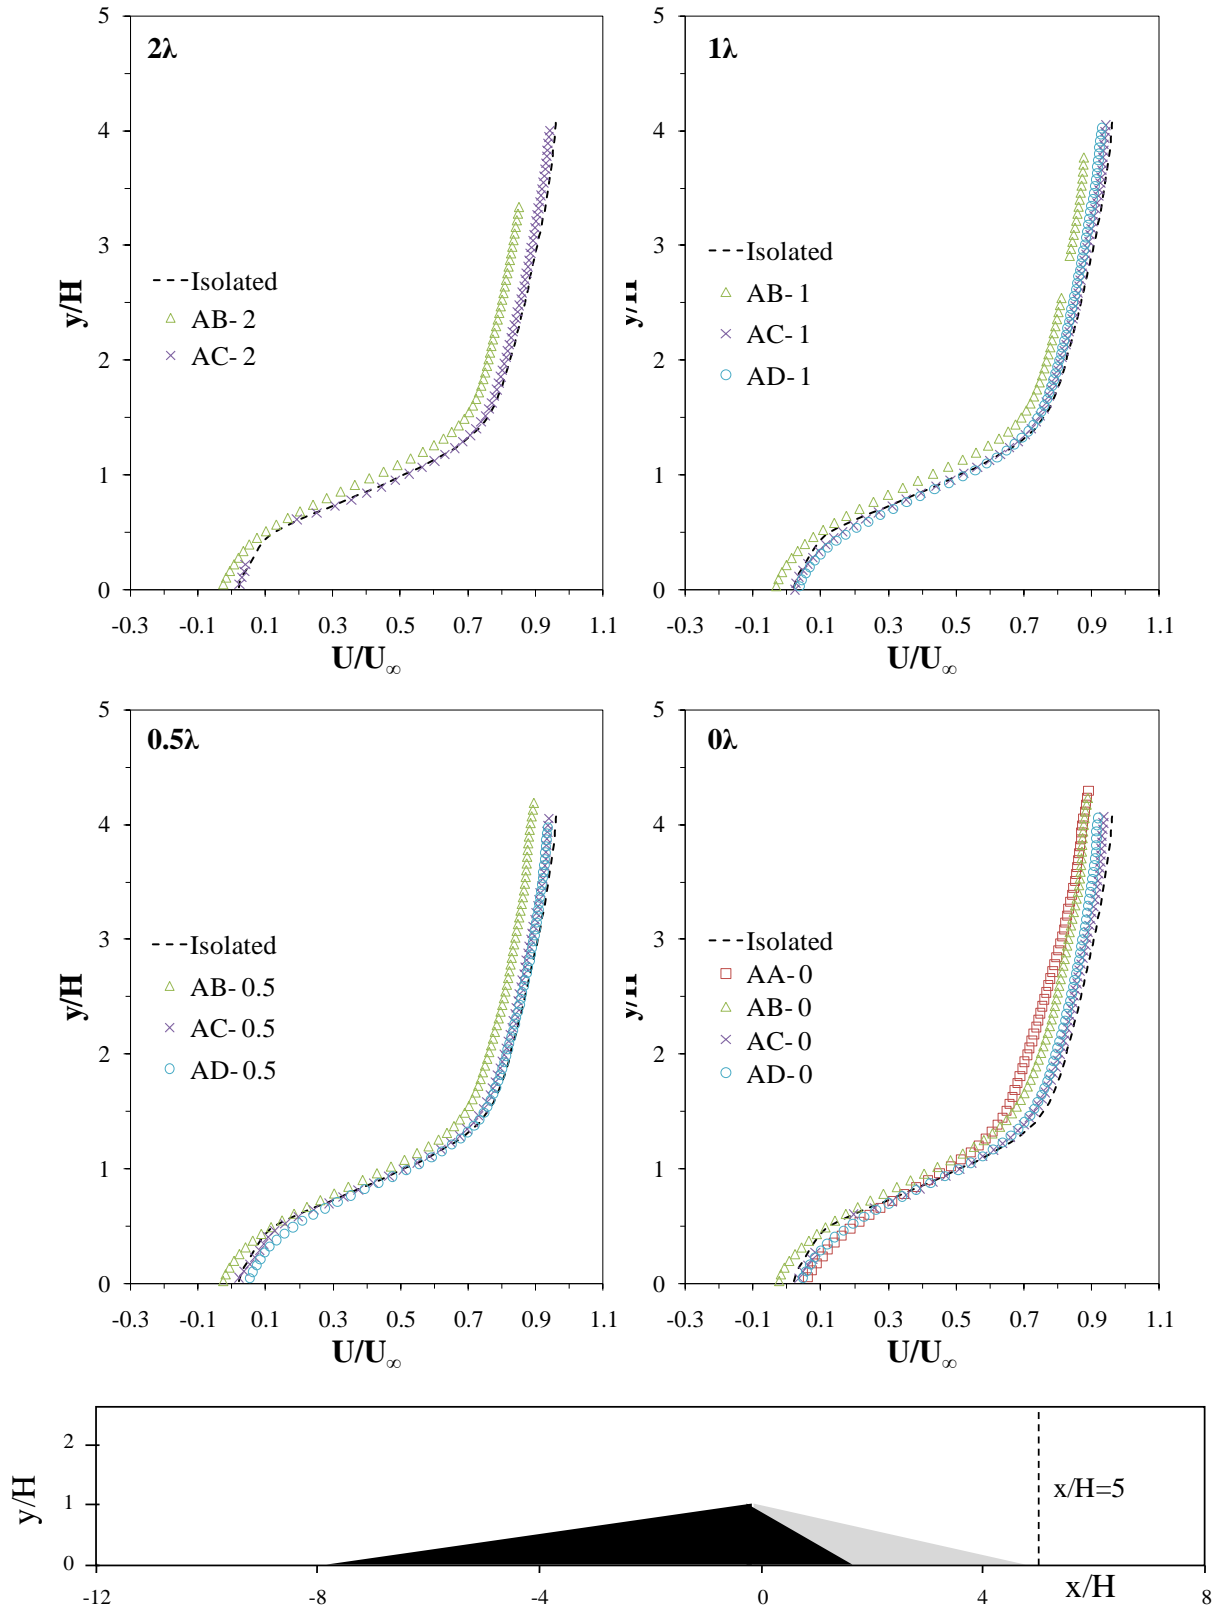 5
2λ
4
3
y/H
Isolated
AB-2
AC-2
2
1
0
-0.3 -0.1 0.1 0.3 0.5 0.7 0.9 1.1
U/U∞
5
1λ
4
3
y/H
Isolated
AB-1
AC-1
AD-1
2
1
0
-0.3 -0.1 0.1 0.3 0.5 0.7 0.9 1.1
U/U∞
5
0.5λ
4
3
y/H
Isolated
AB-0.5
AC-0.5
AD-0.5
2
1
0
-0.3 -0.1 0.1 0.3 0.5 0.7 0.9 1.1
U/U∞
5
0λ
4
3
y/H
Isolated
AA-0
AB-0
AC-0
AD-0
2
1
0
-0.3 -0.1 0.1 0.3 0.5 0.7 0.9 1.1
U/U∞
2
y/H
x/H=5
1
0
-12 -8 -4 0 4 x/H 8